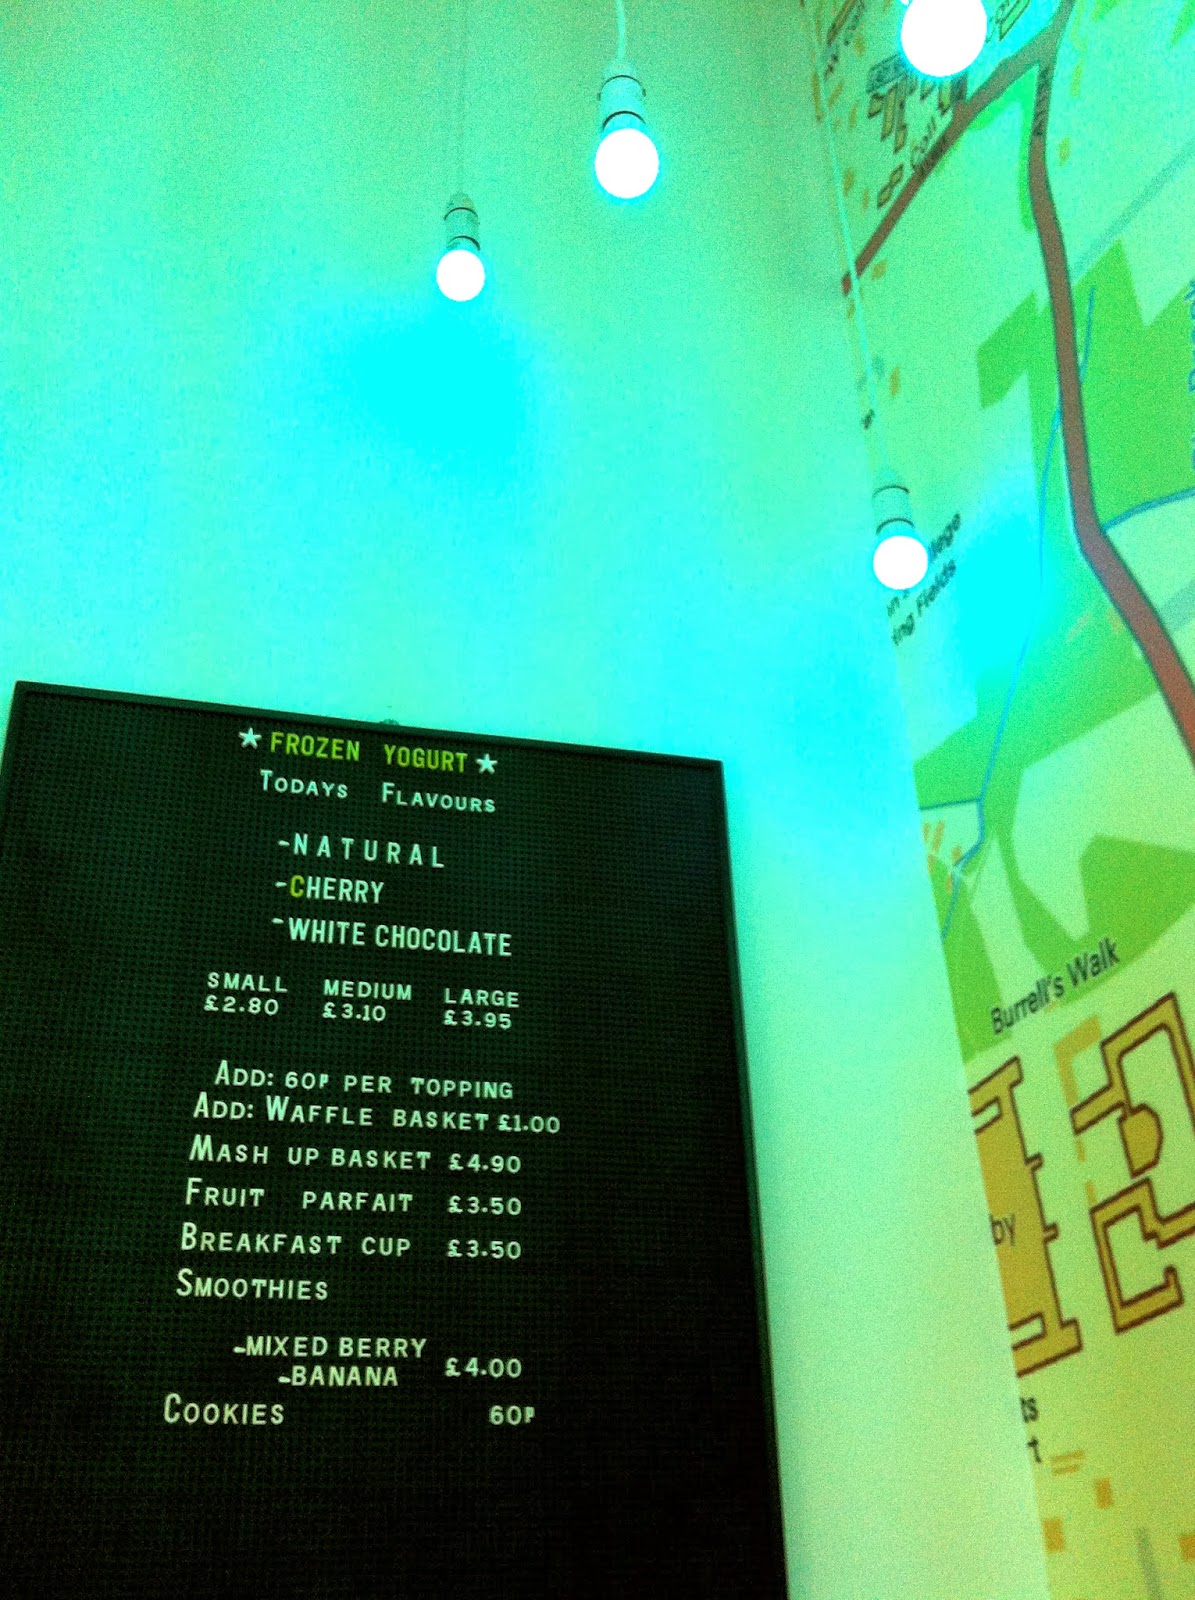 ★ FROZEN YOGURT ★
TODAYS FLAVOURS
-NATURAL
-CHERRY
-WHITE CHOCOLATE
SMALL MEDIUM LARGE
£2.80 £3.10 £3.95
ADD: 60P PER TOPPING
ADD: WAFFLE BASKET £1.00
MASH UP BASKET £4.90
FRUIT PARFAIT £3.50
BREAKFAST CUP £3.50
SMOOTHIES
-MIXED BERRY
-BANANA £4.00
COOKIES 60P
Fields
Burrell's Walk
by